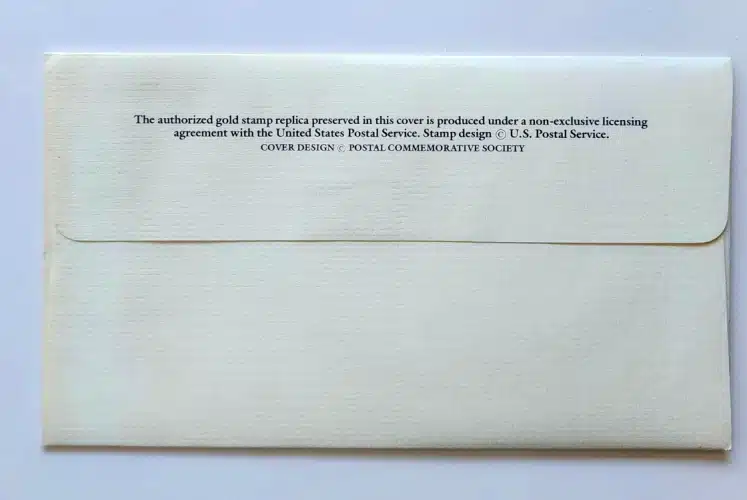 The authorized gold stamp replica preserved in this cover is produced under a non-exclusive licensing
agreement with the United States Postal Service. Stamp design © U.S. Postal Service.
COVER DESIGN © POSTAL COMMEMORATIVE SOCIETY